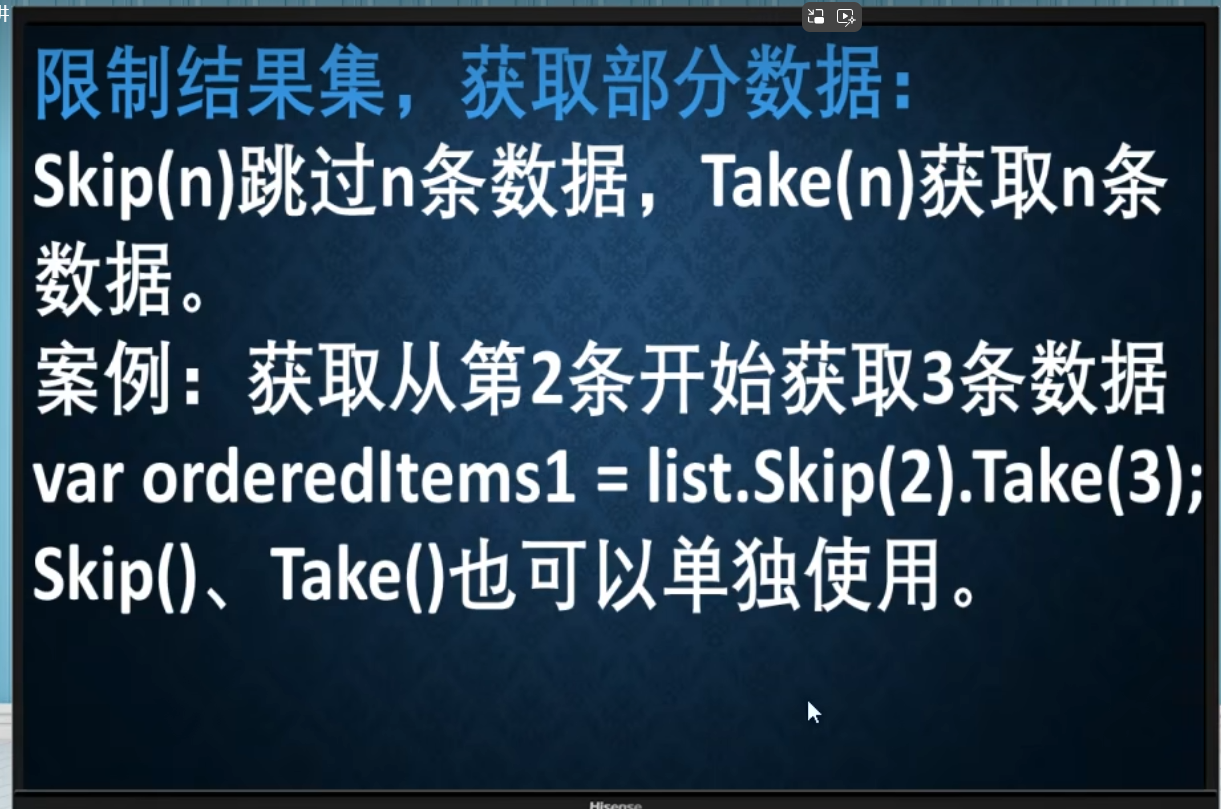 限制结果集，获取部分数据：
Skip(n)跳过n条数据，Take(n)获取n条
数据。
案例：获取从第2条开始获取3条数据
var orderedItems1 = list.Skip(2).Take(3);
Skip()、Take()也可以单独使用。
Hisense